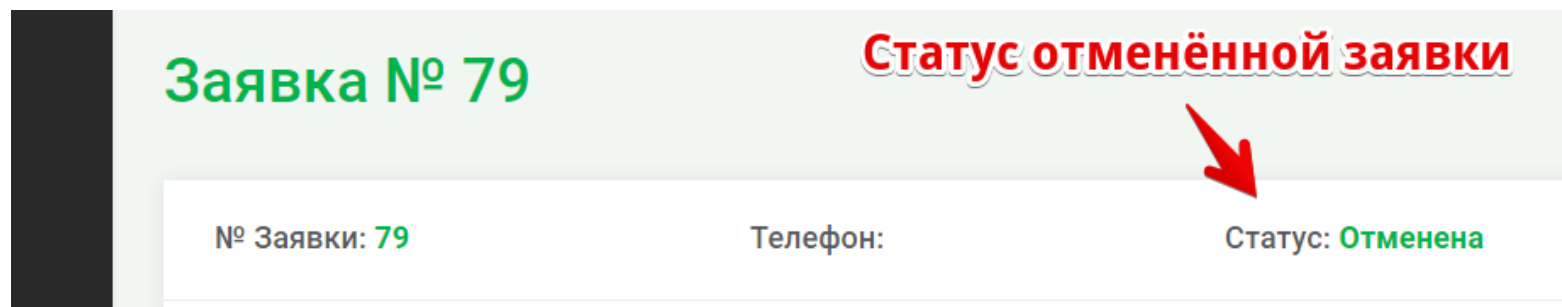 Статус отменённой заявки
Заявка № 79
№ Заявки: 79 Телефон: Статус: Отменена